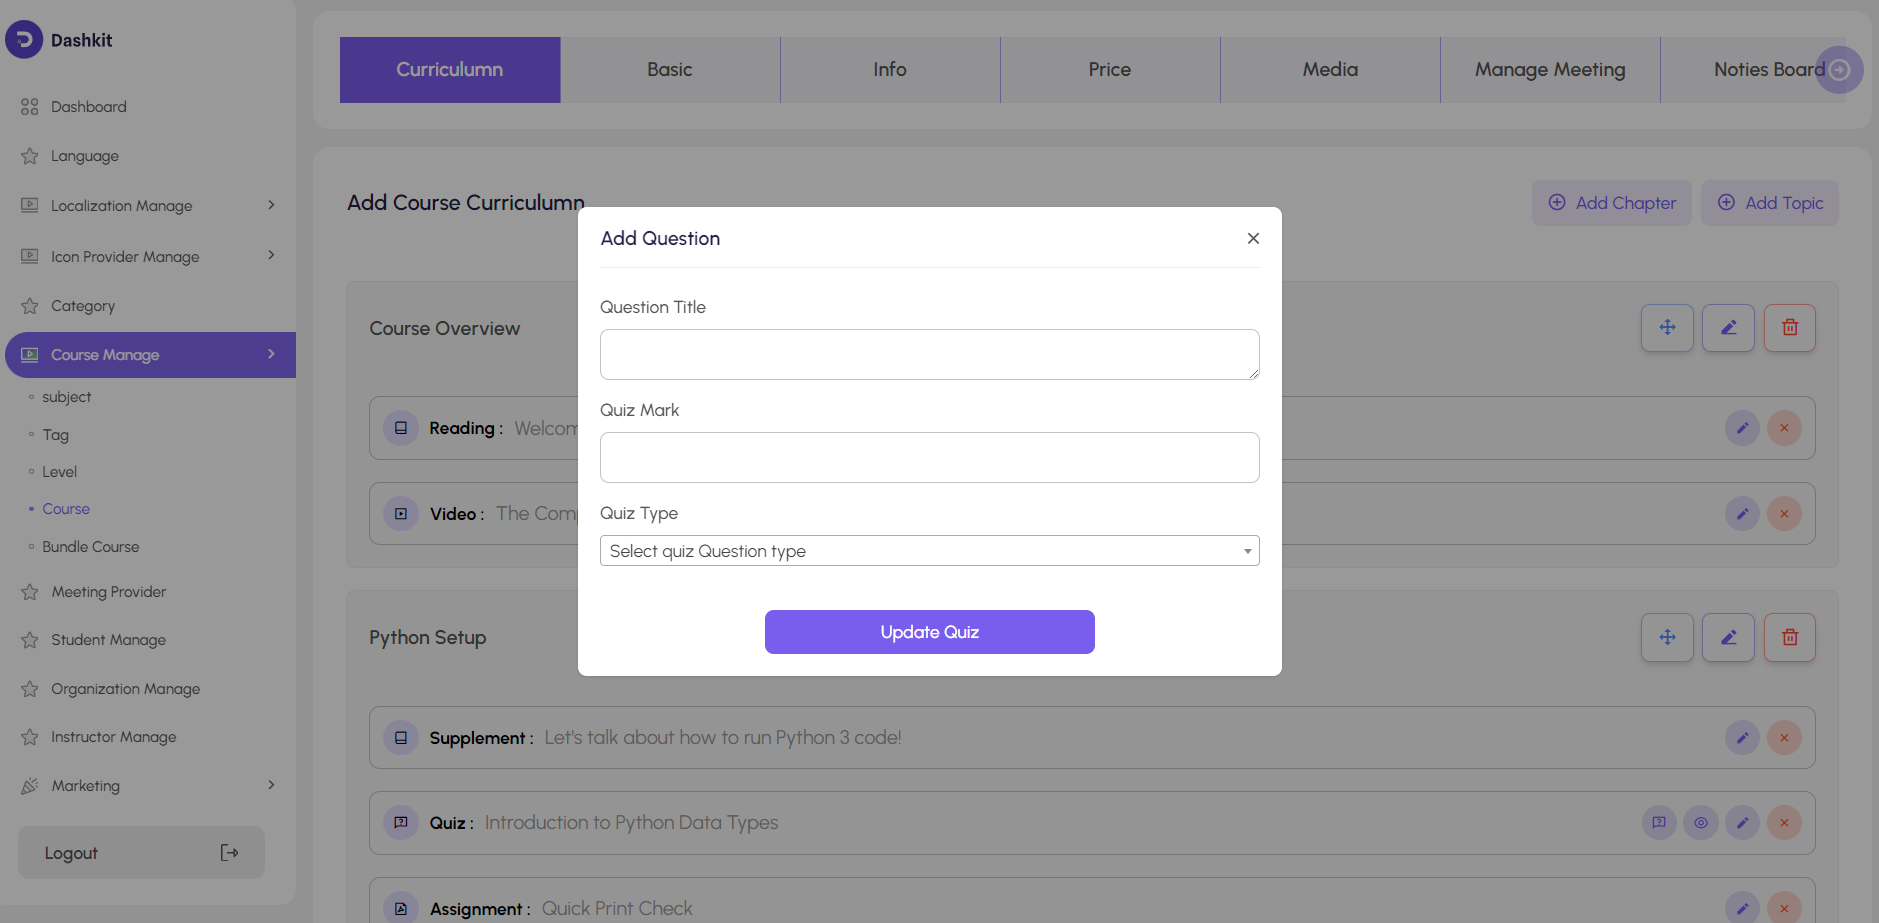 Dashkit
Dashboard
Language
Localization Manage
Icon Provider Manage
Category
Course Manage
subject
Tag
Level
Course
Bundle Course
Meeting Provider
Student Manage
Organization Manage
Instructor Manage
Marketing
Logout
Curriculumn
Basic
Info
Price
Media
Manage Meeting
Noties Board
Add Course Curriculumn
Add Chapter
Add Topic
Course Overview
Reading : Welcom
Video : The Comp
Add Question
Question Title
Quiz Mark
Quiz Type
Select quiz Question type
Update Quiz
Python Setup
Supplement : Let's talk about how to run Python 3 code!
Quiz : Introduction to Python Data Types
Assignment : Quick Print Check